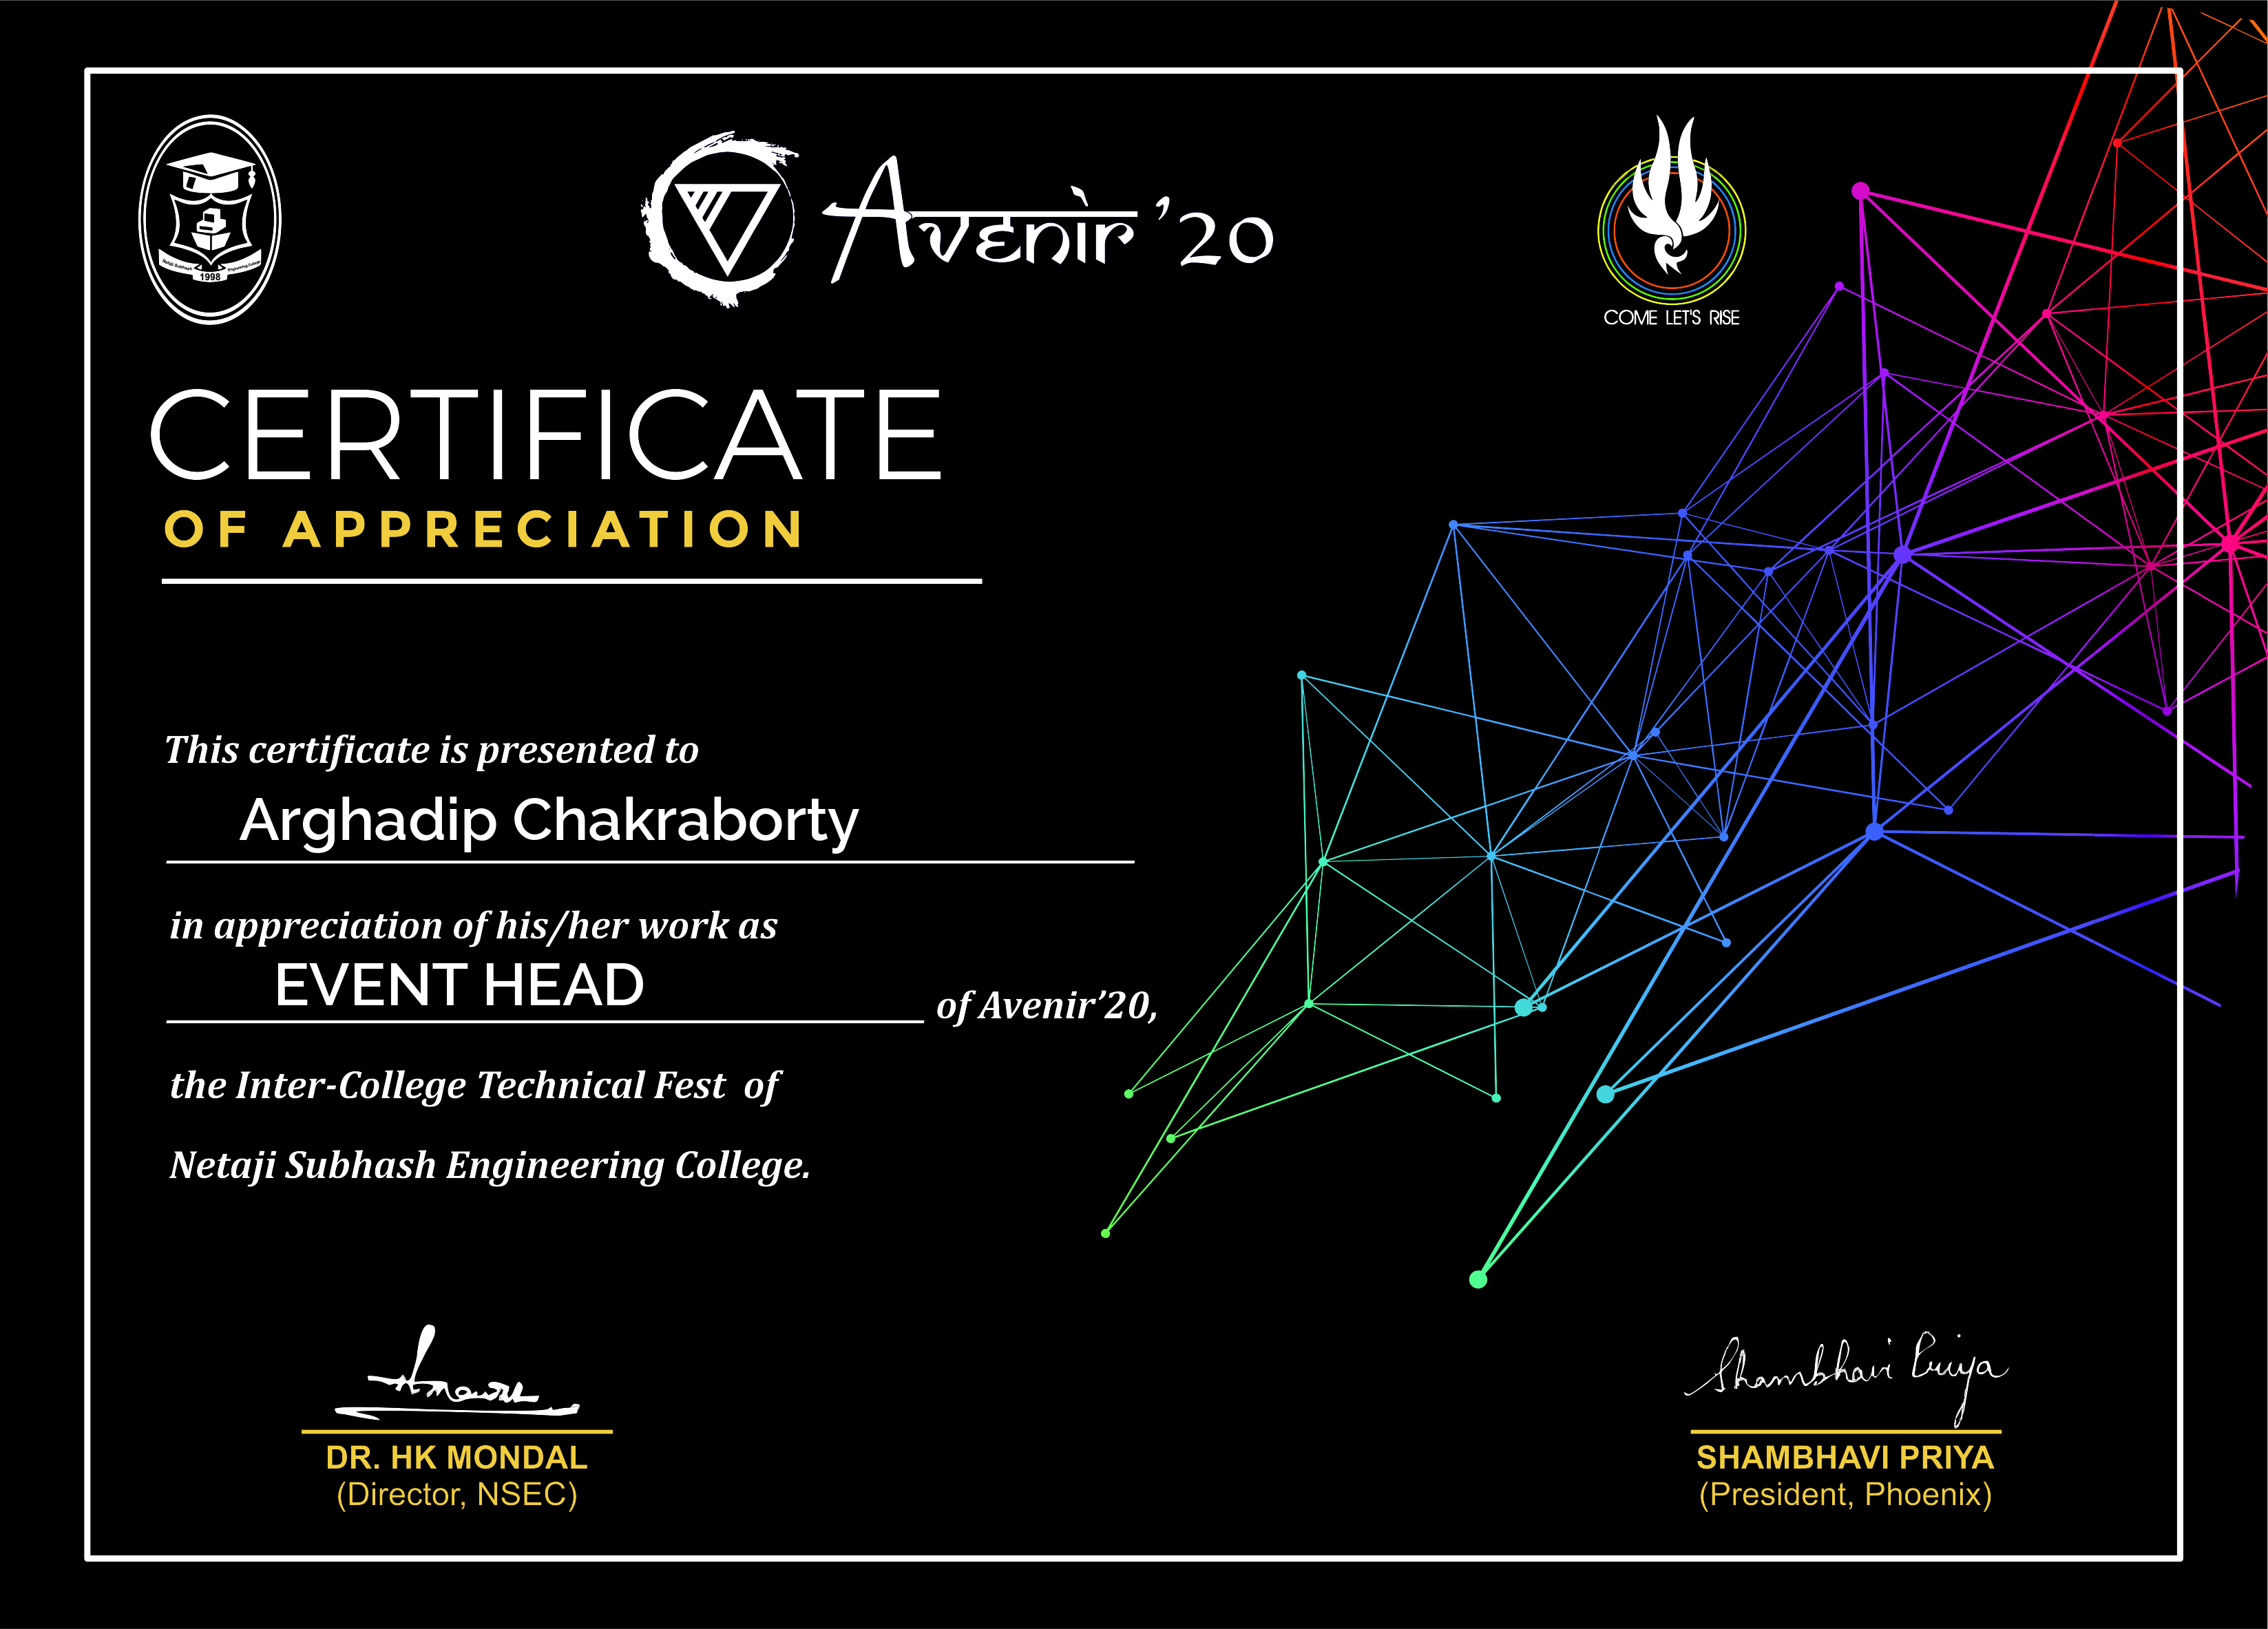 Netaji Subhash Engineering College
1998
Avenir '20
COME LET'S RISE
CERTIFICATE
OF APPRECIATION
This certificate is presented to
Arghadip Chakraborty
in appreciation of his/her work as
EVENT HEAD
of Avenir’20,
the Inter-College Technical Fest of
Netaji Subhash Engineering College.
Shambhavi Priya
DR. HK MONDAL
(Director, NSEC)
SHAMBHAVI PRIYA
(President, Phoenix)